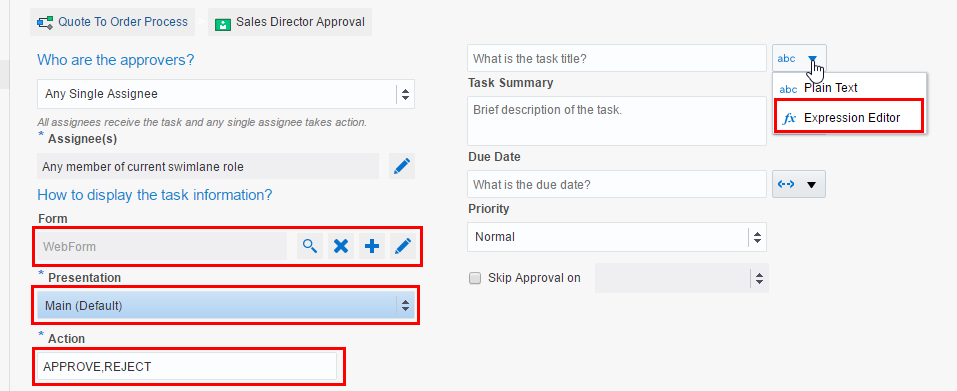 Quote To Order Process
Sales Director Approval
Who are the approvers?
Any Single Assignee
All assignees receive the task and any single assignee takes action.
* Assignee(s)
Any member of current swimlane role
How to display the task information?
Form
WebForm
* Presentation
Main (Default)
* Action
APPROVE,REJECT
What is the task title?
abc
abc Plain Text
fx Expression Editor
Task Summary
Brief description of the task.
Due Date
What is the due date?
Priority
Normal
Skip Approval on